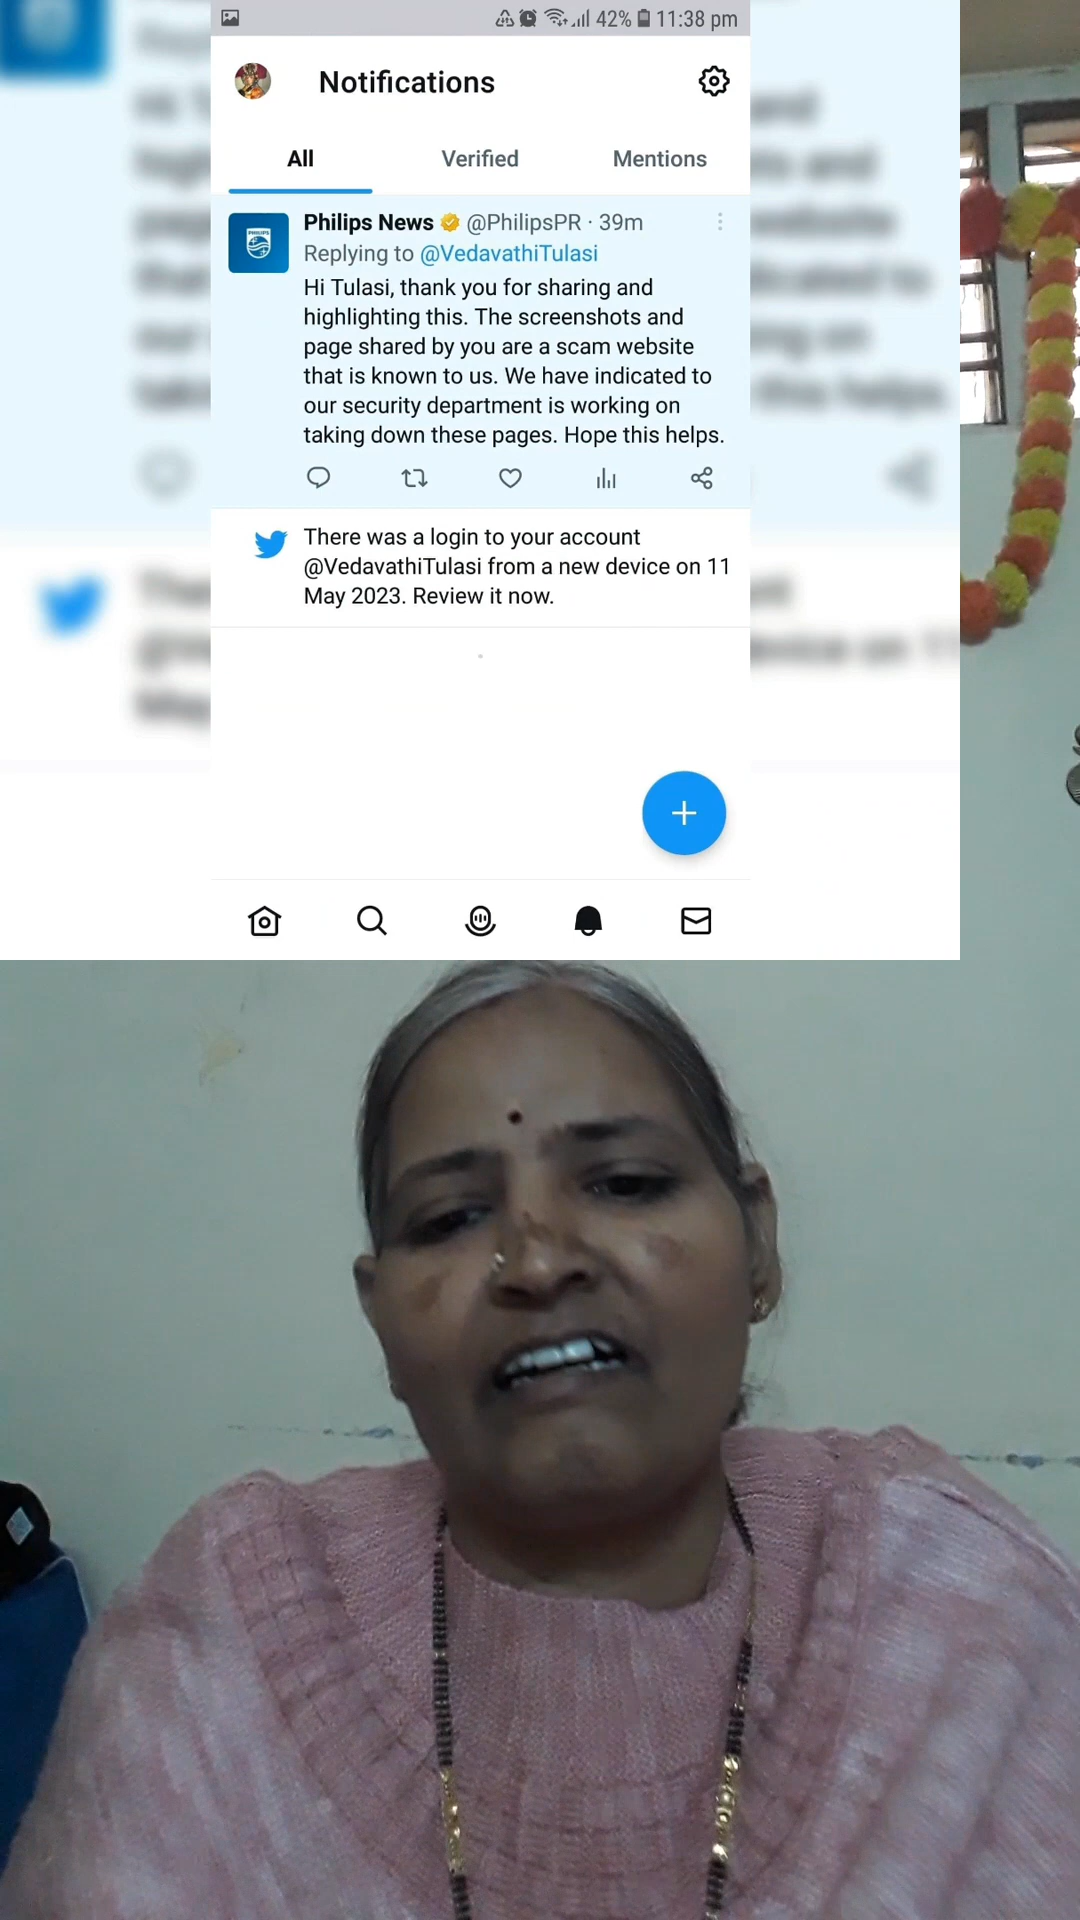 42% 11:38 pm
Notifications
All Verified Mentions
PHILIPS
Philips News @PhilipsPR · 39m
Replying to @VedavathiTulasi
Hi Tulasi, thank you for sharing and
highlighting this. The screenshots and
page shared by you are a scam website
that is known to us. We have indicated to
our security department is working on
taking down these pages. Hope this helps.
There was a login to your account
@VedavathiTulasi from a new device on 11
May 2023. Review it now.